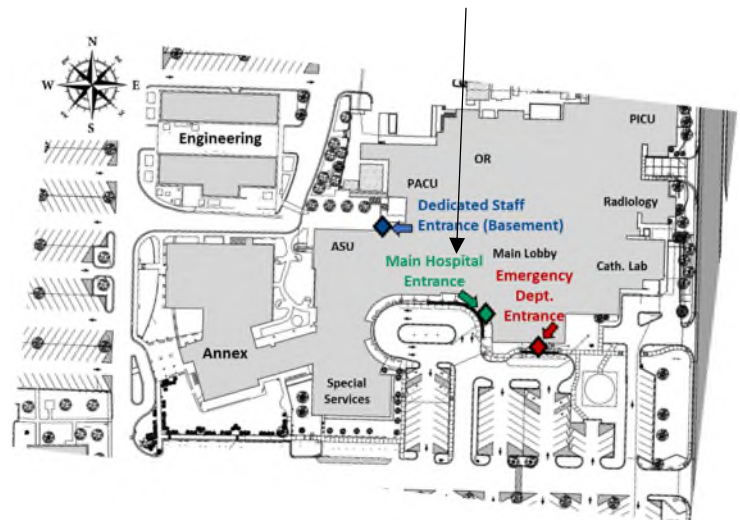 N
W
E
S
Engineering
PICU
OR
PACU
Radiology
Dedicated Staff
Entrance (Basement)
ASU
Main Lobby
Main Hospital
Entrance
Cath. Lab
Emergency
Dept.
Entrance
Annex
Special
Services